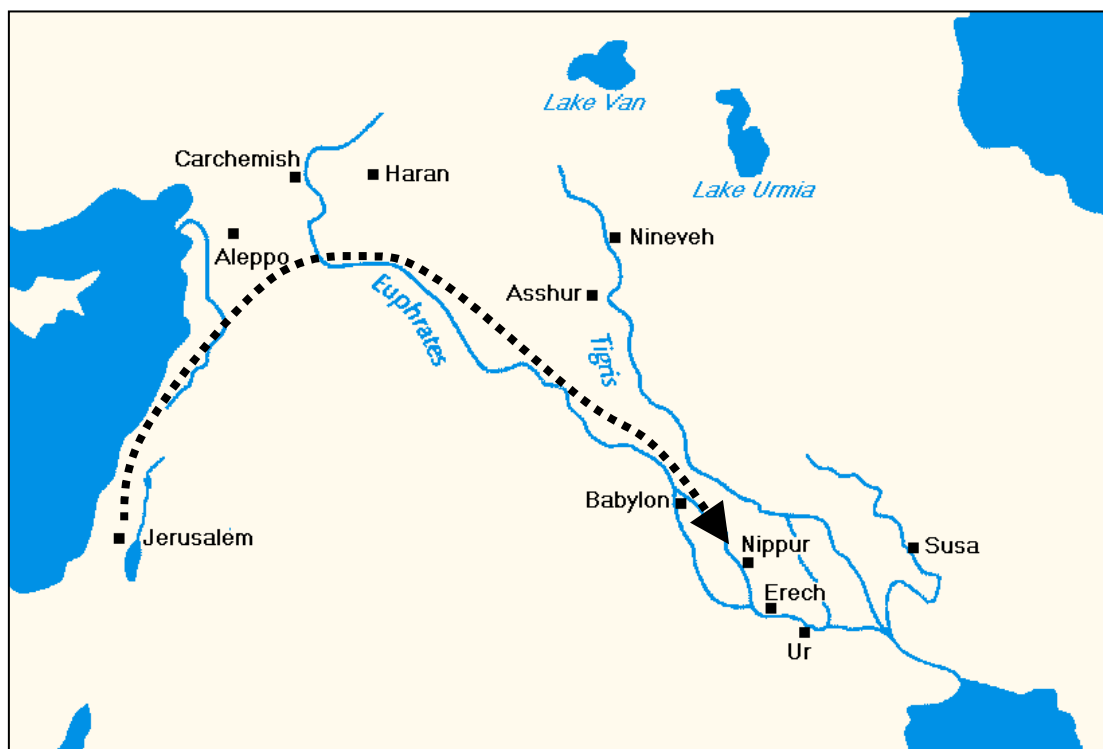 Lake Van
Carchemish
Haran
Lake Urmia
Nineveh
Aleppo
Asshur
Euphrates
Tigris
Babylon
Jerusalem
Nippur
Susa
Erech
Ur